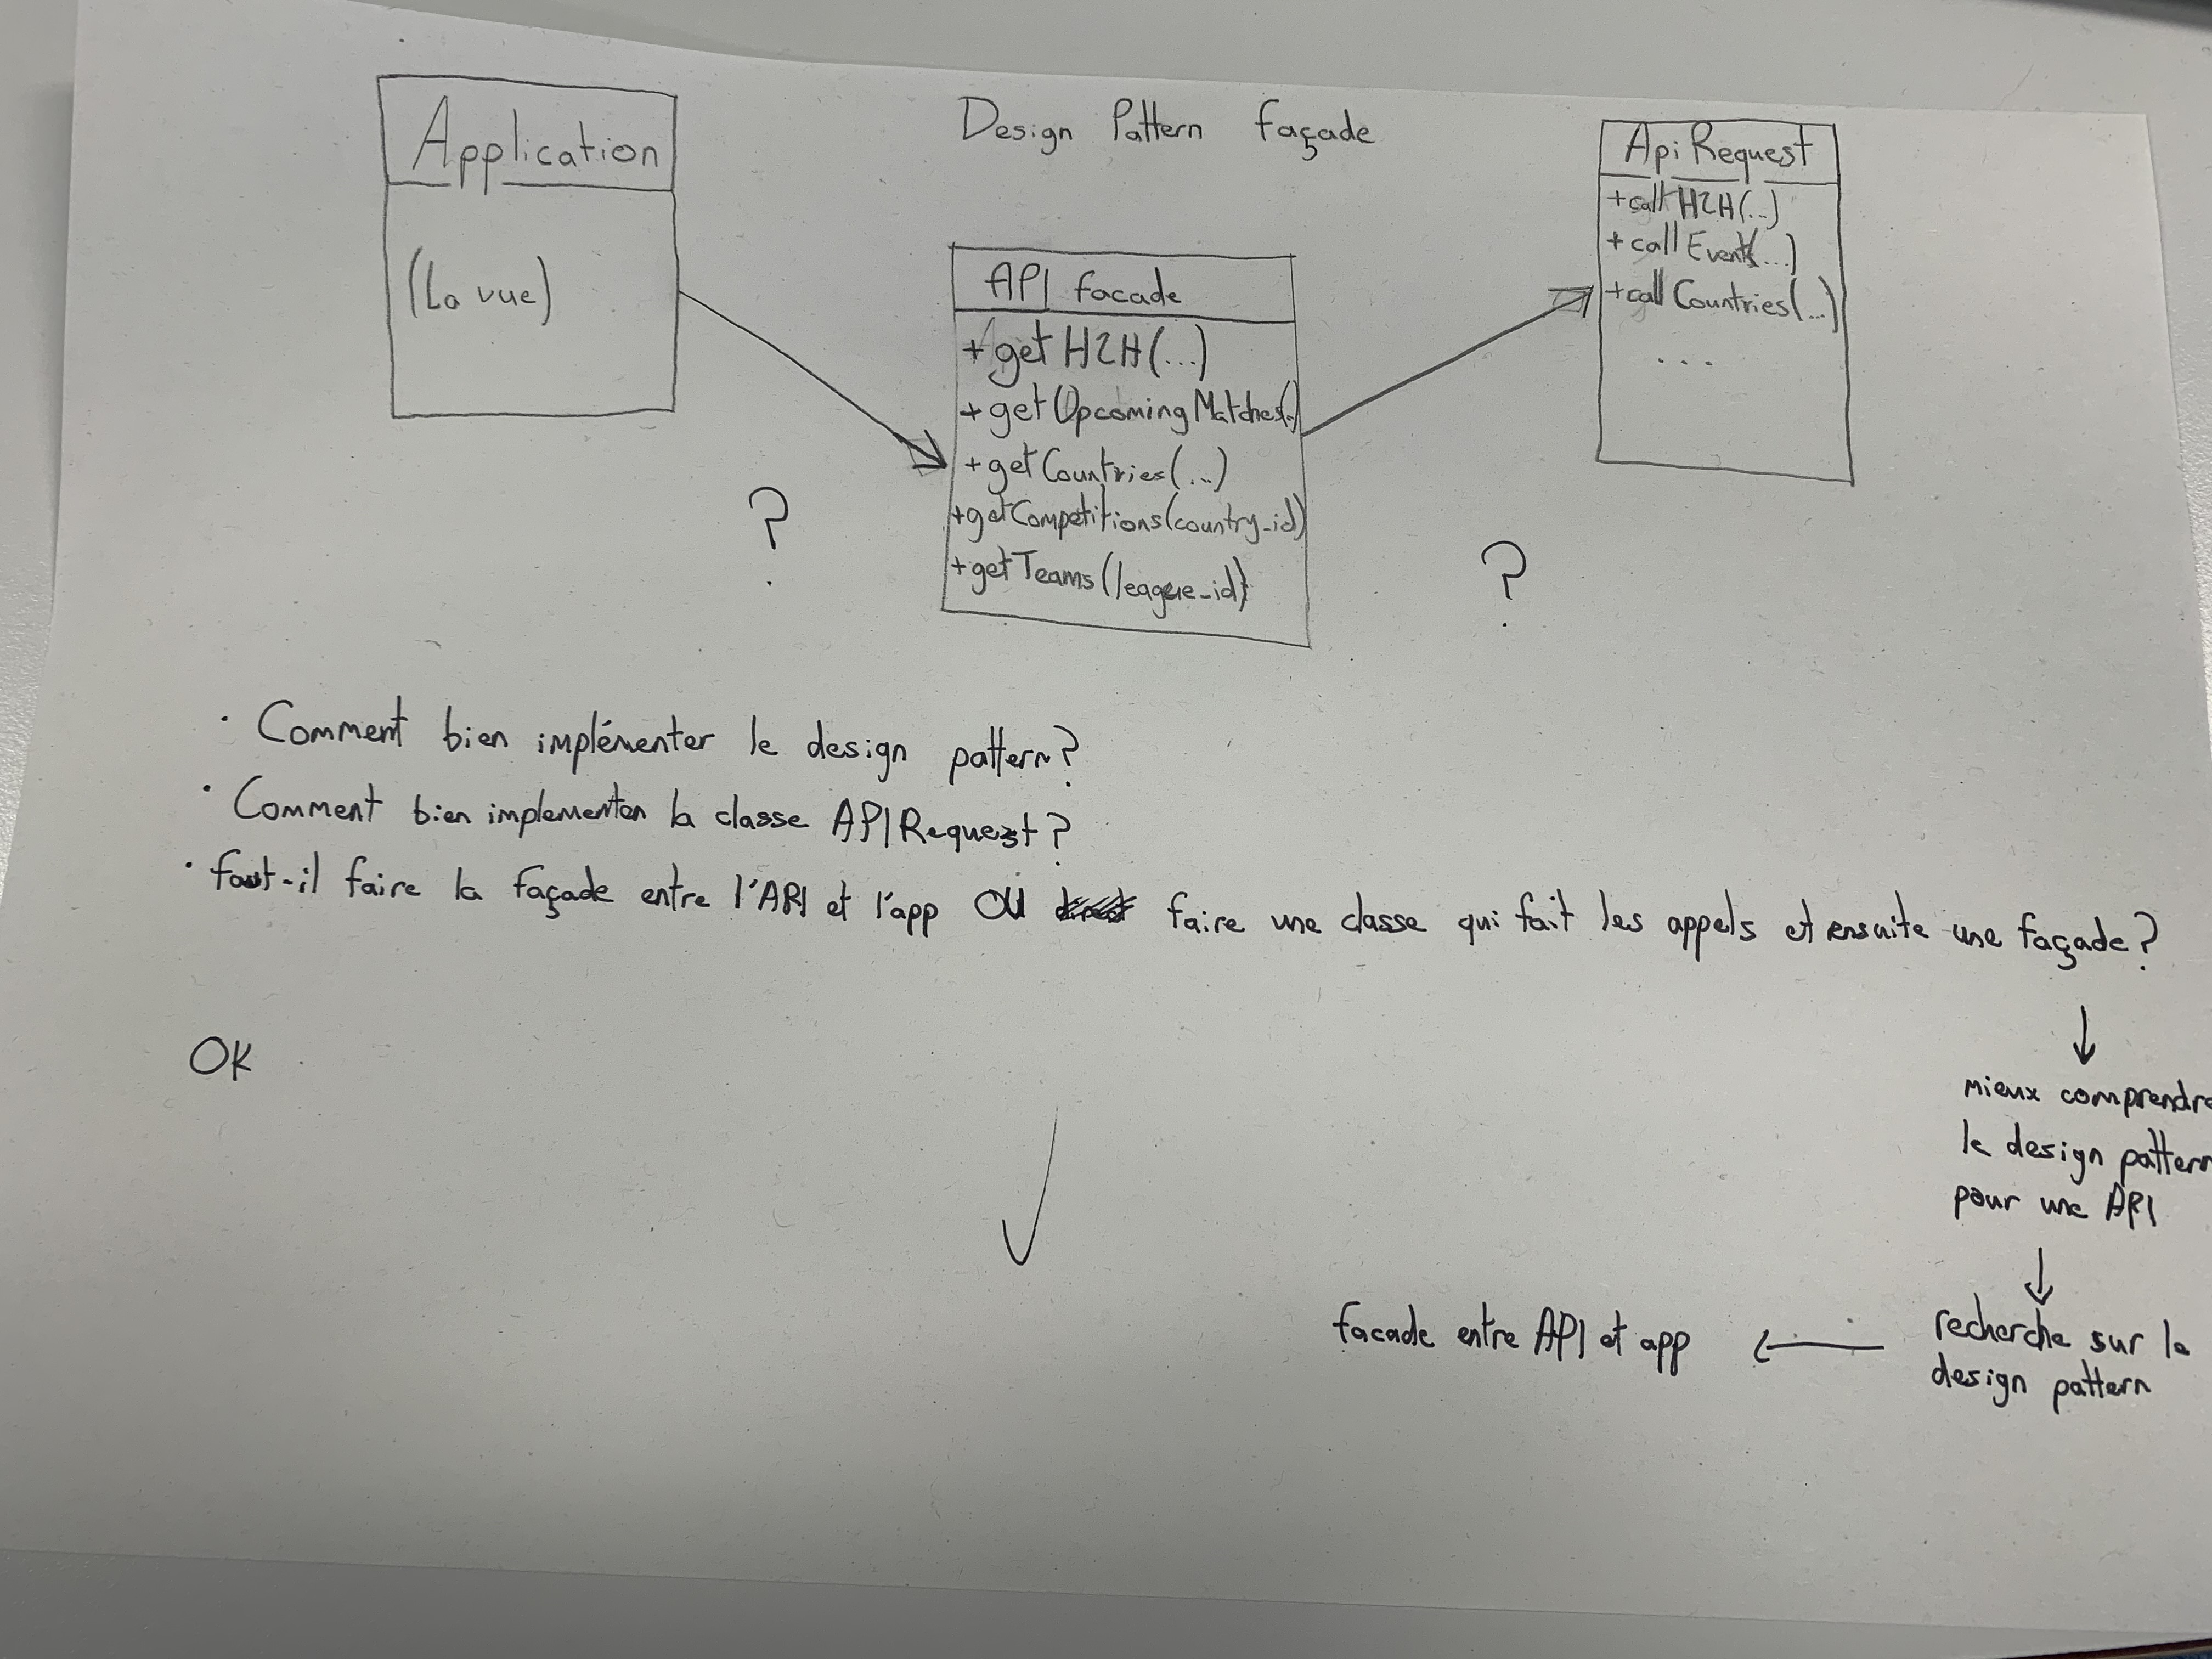 Design Pattern façade
Application
(La vue)
API facade
+ get H2H(...)
+ get Upcoming Matches(..)
+ get Countries(...)
+getCompetitions(country_id)
+get Teams(league_id)
Api Request
+call H2H(...)
+ call Events(...)
+call Countries(...)
...
?
?
• Comment bien implémenter le design pattern?
• Comment bien implementer la classe API Request?
• faut-il faire la façade entre l'API et l'app OU faire une classe qui fait les appels et ensuite une façade?
OK
mieux comprendre
le design pattern
pour une API
recherche sur le
design pattern
facade entre API et app